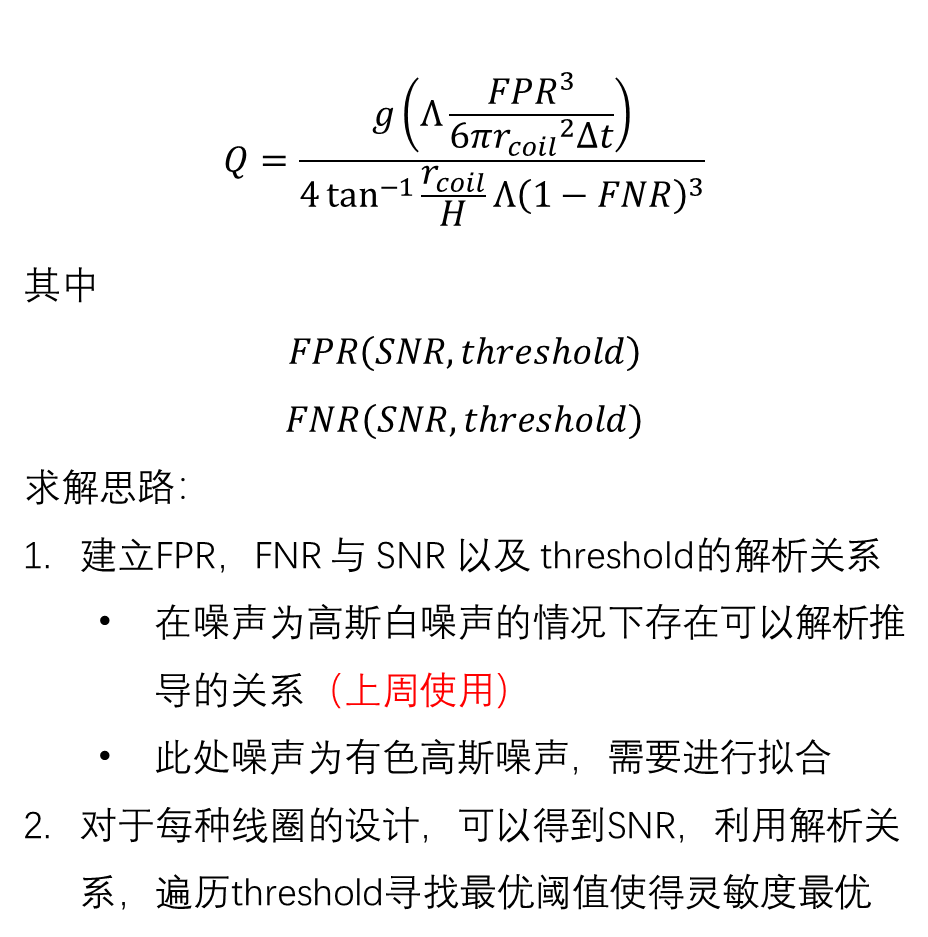 Q = \frac{g\left(Λ\frac{FPR^3}{6πr_{coil}^2Δt}\right)}{4\tan^{-1}\frac{r_{coil}}{H}Λ(1 − FNR)^3}
其中
FPR(SNR, threshold)
FNR(SNR, threshold)
求解思路：
1. 建立FPR，FNR 与 SNR 以及 threshold的解析关系
• 在噪声为高斯白噪声的情况下存在可以解析推
导的关系（上周使用）
• 此处噪声为有色高斯噪声，需要进行拟合
2. 对于每种线圈的设计，可以得到SNR，利用解析关
系，遍历threshold寻找最优阈值使得灵敏度最优